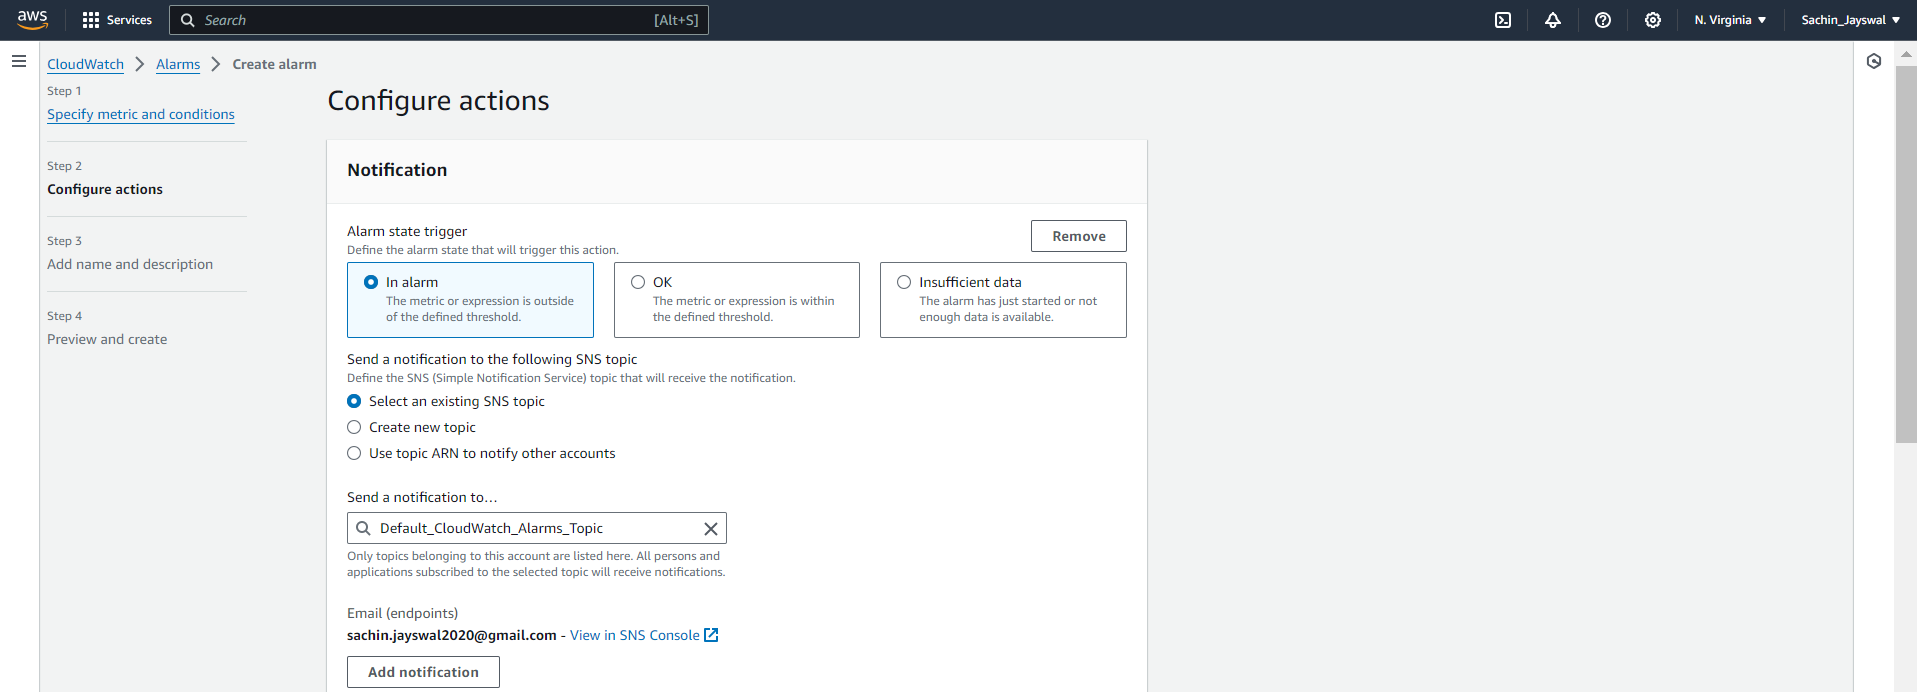 aws Services Search [Alt+S] N. Virginia Sachin_Jayswal
CloudWatch Alarms Create alarm
Step 1
Specify metric and conditions
Step 2
Configure actions
Step 3
Add name and description
Step 4
Preview and create
Configure actions
Notification
Alarm state trigger
Define the alarm state that will trigger this action.
Remove
In alarm
The metric or expression is outside
of the defined threshold.
OK
The metric or expression is within
the defined threshold.
Insufficient data
The alarm has just started or not
enough data is available.
Send a notification to the following SNS topic
Define the SNS (Simple Notification Service) topic that will receive the notification.
Select an existing SNS topic
Create new topic
Use topic ARN to notify other accounts
Send a notification to…
Default_CloudWatch_Alarms_Topic
Only topics belonging to this account are listed here. All persons and
applications subscribed to the selected topic will receive notifications.
Email (endpoints)
sachin.jayswal2020@gmail.com - View in SNS Console
Add notification